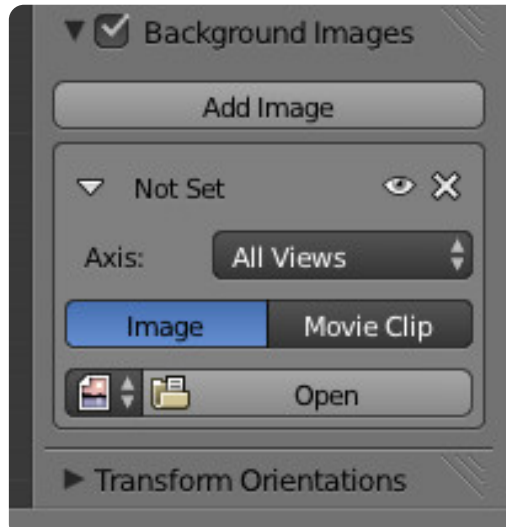 Background Images
Add Image
Not Set
Axis: All Views
Image Movie Clip
Open
Transform Orientations